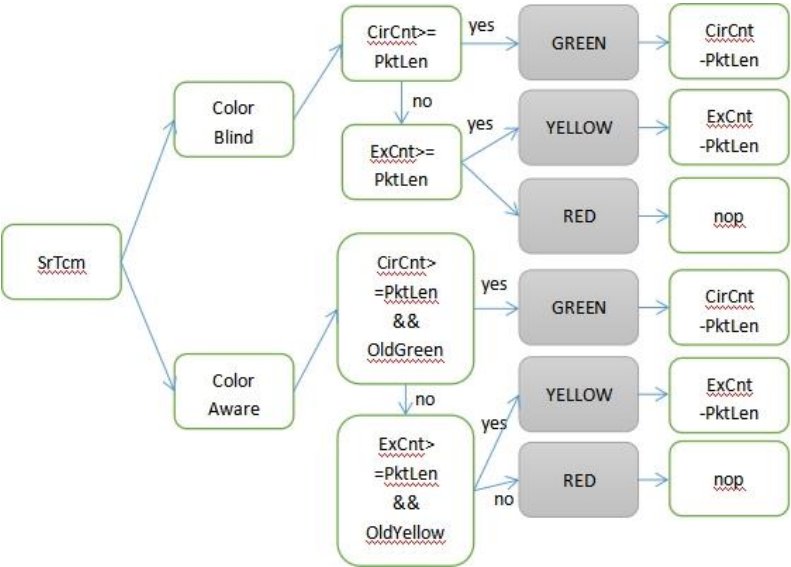 SrTcm
Color
Blind
CirCnt>=
PktLen
yes
GREEN
CirCnt
-PktLen
no
ExCnt>=
PktLen
yes
YELLOW
ExCnt
-PktLen
RED
nop
Color
Aware
CirCnt>
=PktLen
&&
OldGreen
yes
GREEN
CirCnt
-PktLen
no
ExCnt>
=PktLen
&&
OldYellow
yes
YELLOW
ExCnt
-PktLen
no
RED
nop